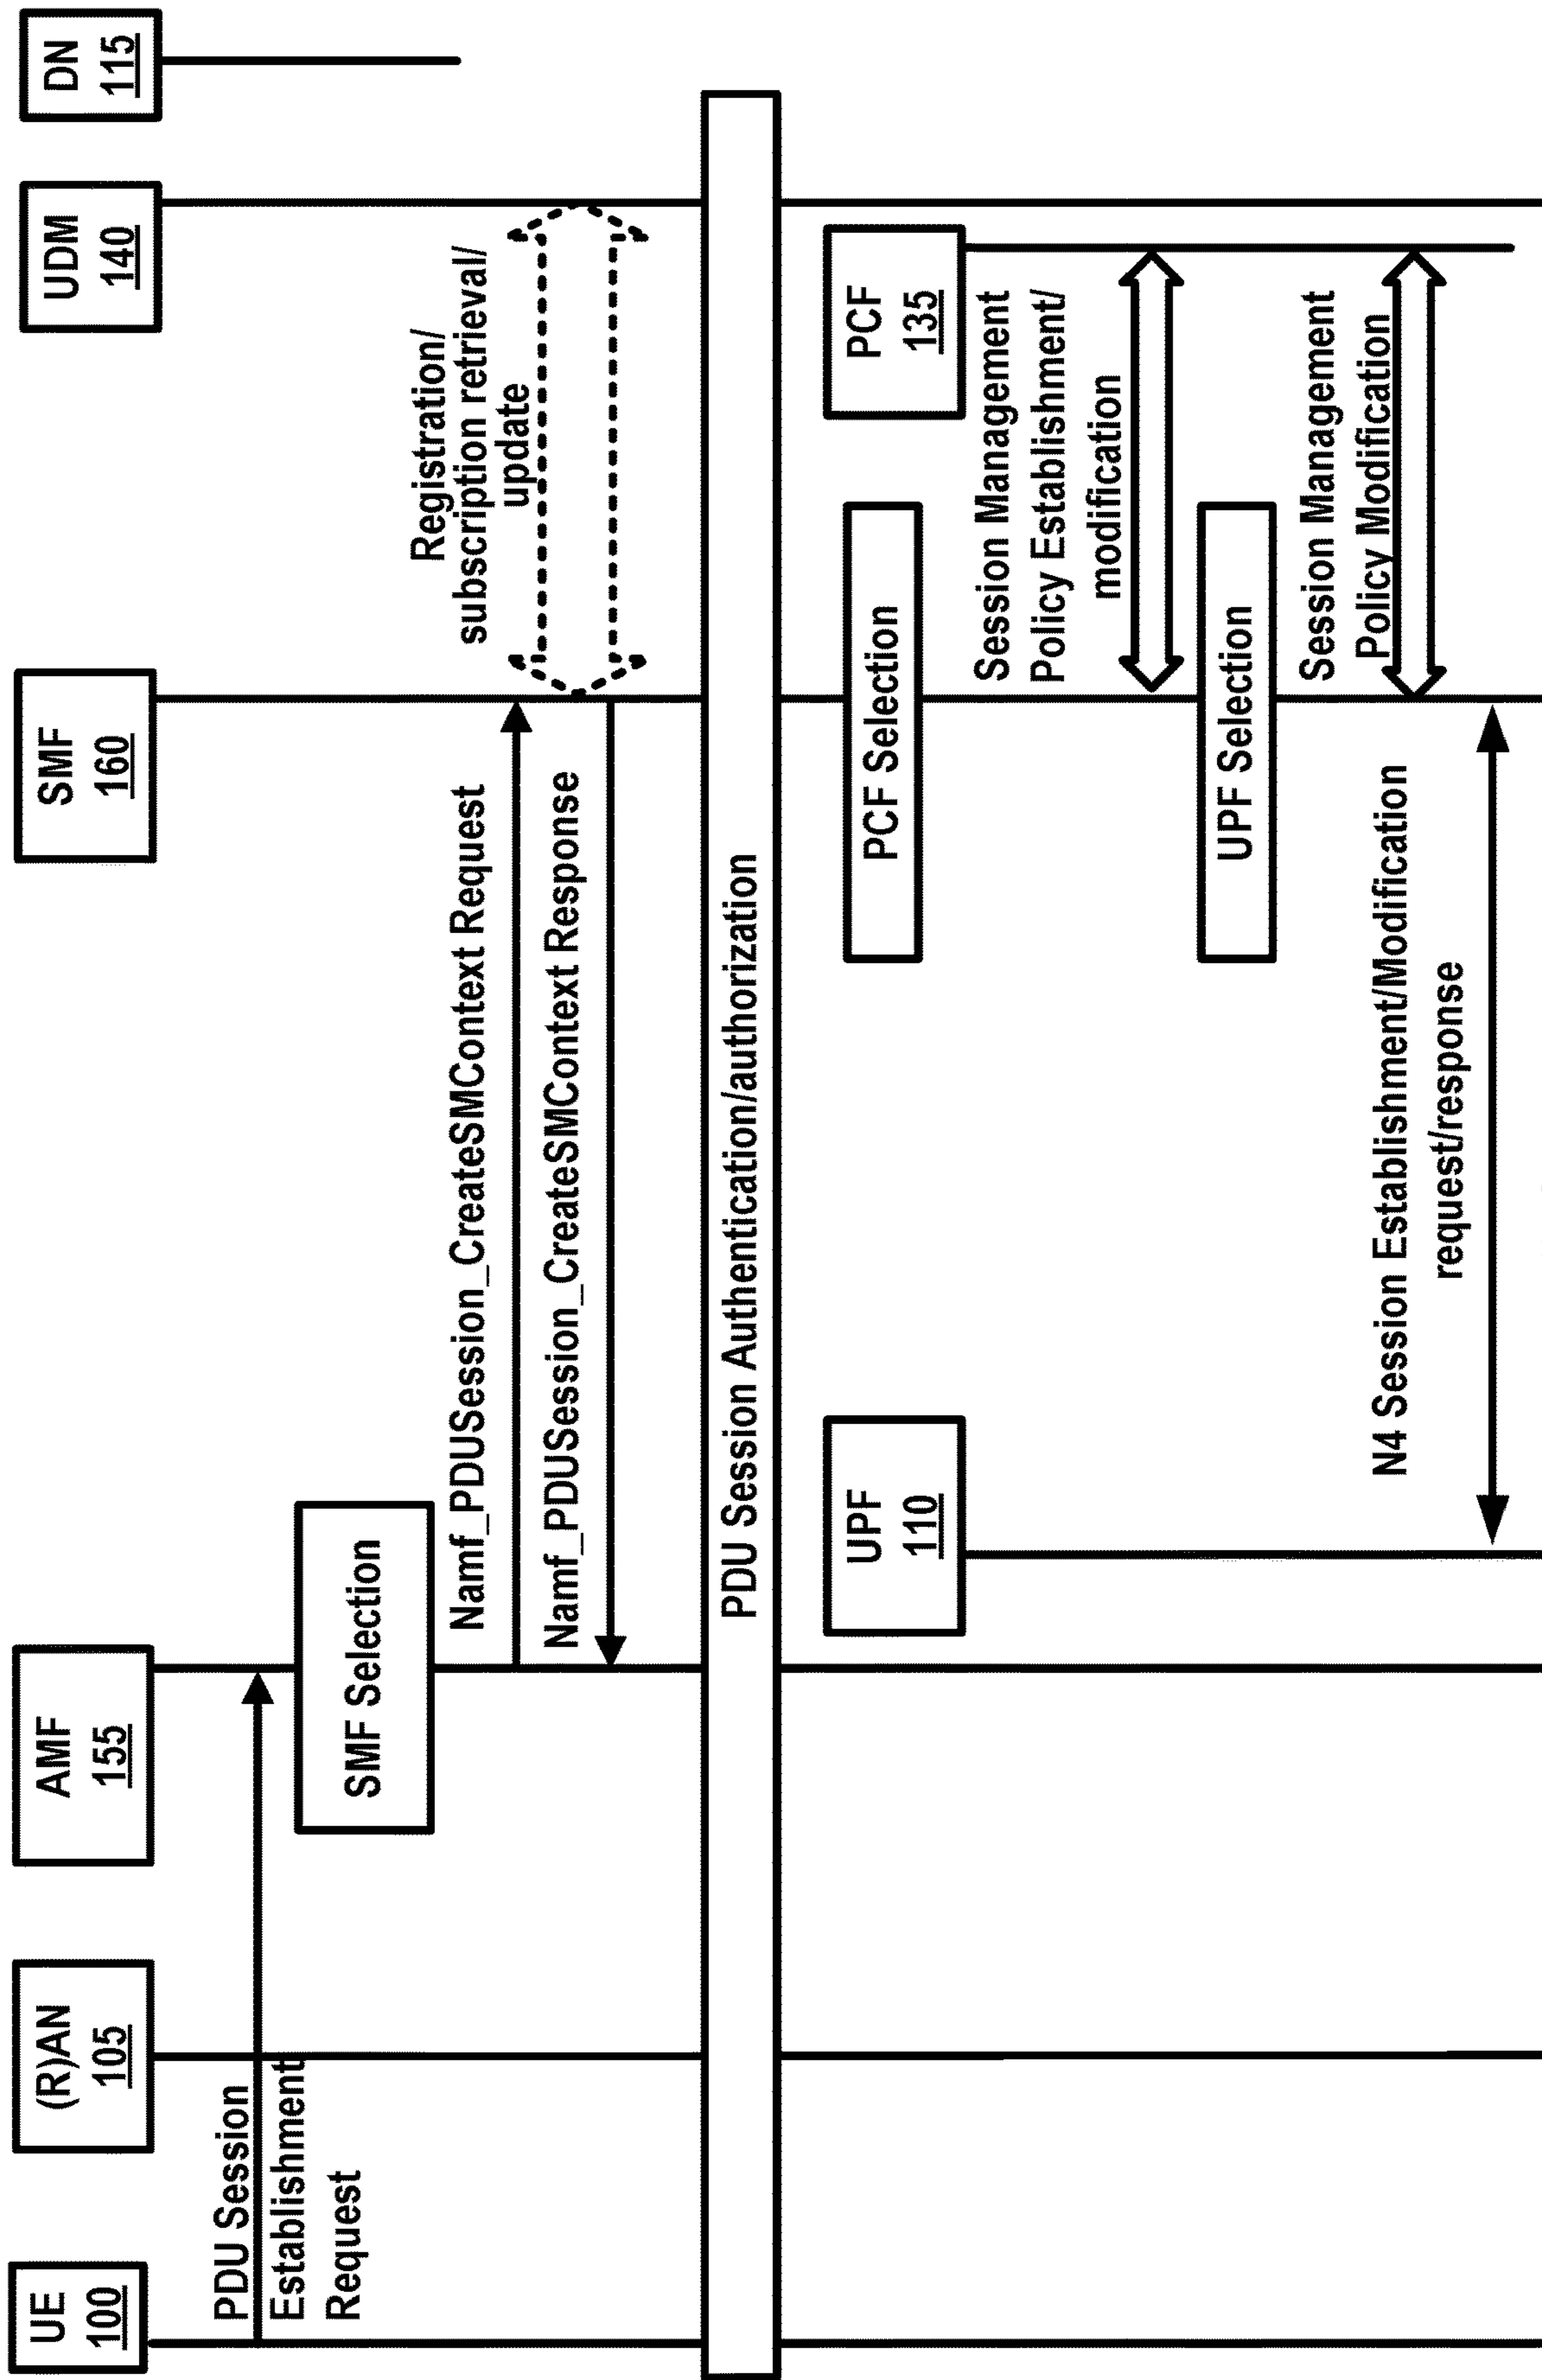 UE
100
(R)AN
105
AMF
155
SMF
160
UDM
140
DN
115
PDU Session
Establishment
Request
SMF Selection
Registration/
subscription retrieval/
update
Namf_PDUSession_CreateSMContext Request
Namf_PDUSession_CreateSMContext Response
PDU Session Authentication/authorization
UPF
110
PCF
135
PCF Selection
Session Management
Policy Establishment/
modification
UPF Selection
Session Management
Policy Modification
N4 Session Establishment/Modification
request/response